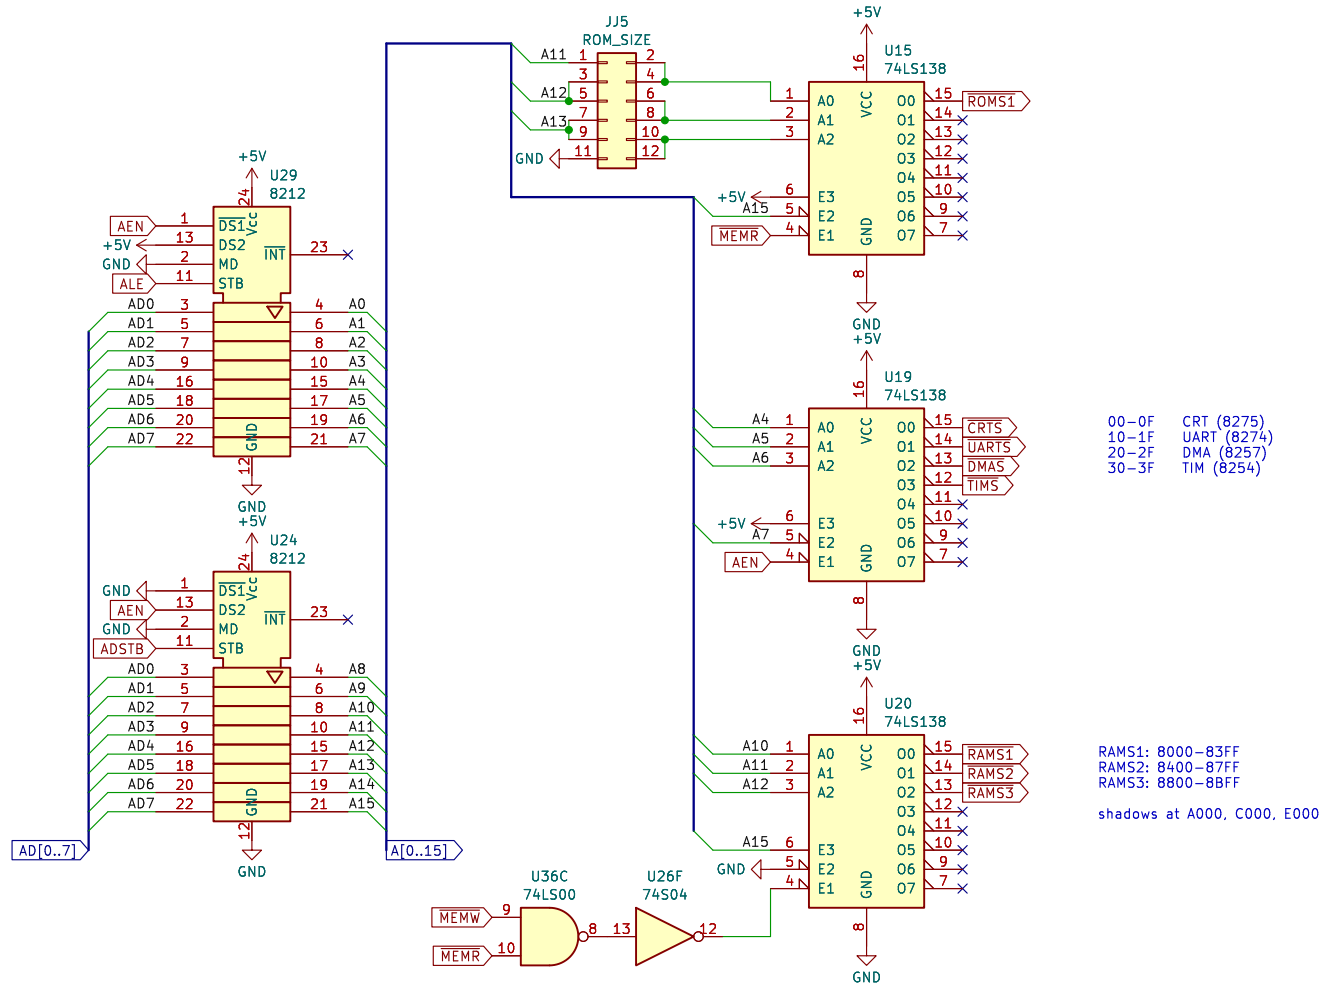 JJ5
ROM_SIZE
A11 1 2
3 4
A12 5 6
7 8
A13 9 10
GND 11 12
+5V
16
U15
74LS138
VCC
1 A0 O0 15 ROMS1
2 A1 O1 14
3 A2 O2 13
O3 12
O4 11
+5V 6 E3 O5 10
A15 5 E2 O6 9
MEMR 4 E1 O7 7
GND
8
GND
+5V
24
U29
8212
Vcc
AEN 1 DS1
+5V 13 DS2
INT 23
GND 2 MD
ALE 11 STB
AD0 3 4 A0
AD1 5 6 A1
AD2 7 8 A2
AD3 9 10 A3
AD4 16 15 A4
AD5 18 17 A5
AD6 20 19 A6
AD7 22 21 A7
GND
12
GND
+5V
16
U19
74LS138
VCC
A4 1 A0 O0 15 CRTS
A5 2 A1 O1 14 UARTS
A6 3 A2 O2 13 DMAS
O3 12 TIMS
O4 11
+5V 6 E3 O5 10
A7 5 E2 O6 9
AEN 4 E1 O7 7
GND
8
GND
00-0F CRT (8275)
10-1F UART (8274)
20-2F DMA (8257)
30-3F TIM (8254)
+5V
24
U24
8212
Vcc
GND 1 DS1
AEN 13 DS2
INT 23
GND 2 MD
ADSTB 11 STB
AD0 3 4 A8
AD1 5 6 A9
AD2 7 8 A10
AD3 9 10 A11
AD4 16 15 A12
AD5 18 17 A13
AD6 20 19 A14
AD7 22 21 A15
GND
12
GND
AD[0..7]
A[0..15]
+5V
16
U20
74LS138
VCC
A10 1 A0 O0 15 RAMS1
A11 2 A1 O1 14 RAMS2
A12 3 A2 O2 13 RAMS3
O3 12
O4 11
A15 6 E3 O5 10
GND 5 E2 O6 9
4 E1 O7 7
GND
8
GND
RAMS1: 8000-83FF
RAMS2: 8400-87FF
RAMS3: 8800-8BFF
shadows at A000, C000, E000
U36C
74LS00
MEMW 9
MEMR 10
8
U26F
74S04
13 12